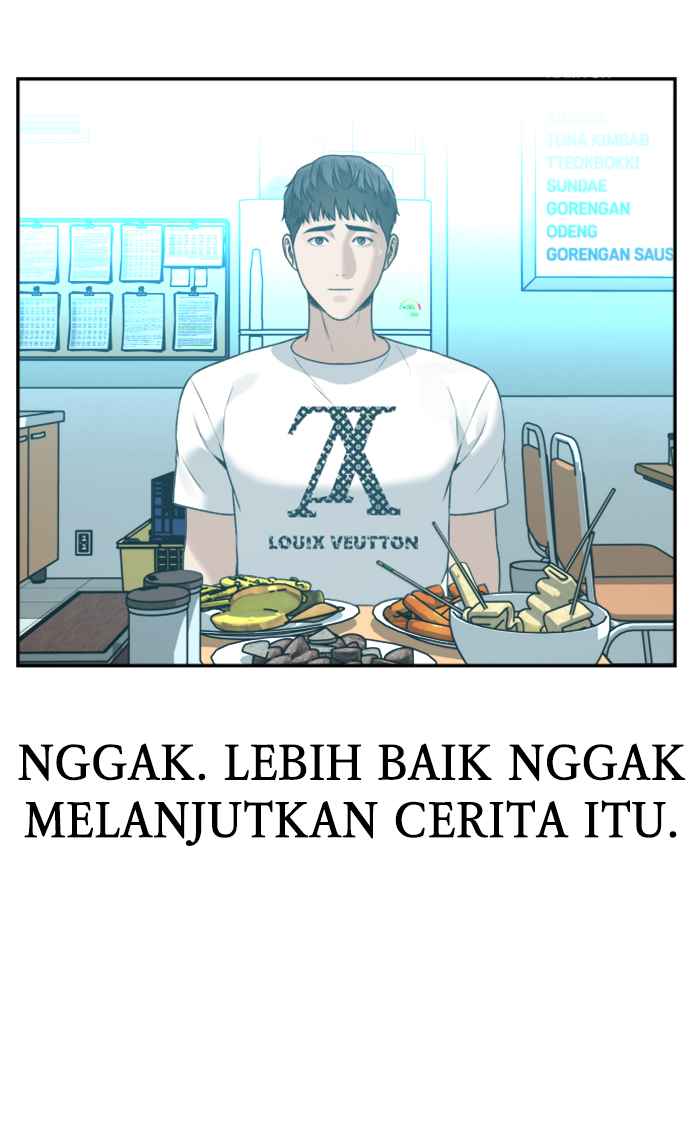 TUNA KIMBAB
TTEOKBOKKI
SUNDAE
GORENGAN
ODENG
GORENGAN SAUS
LOUIX VEUTTON
NGGAK. LEBIH BAIK NGGAK
MELANJUTKAN CERITA ITU.